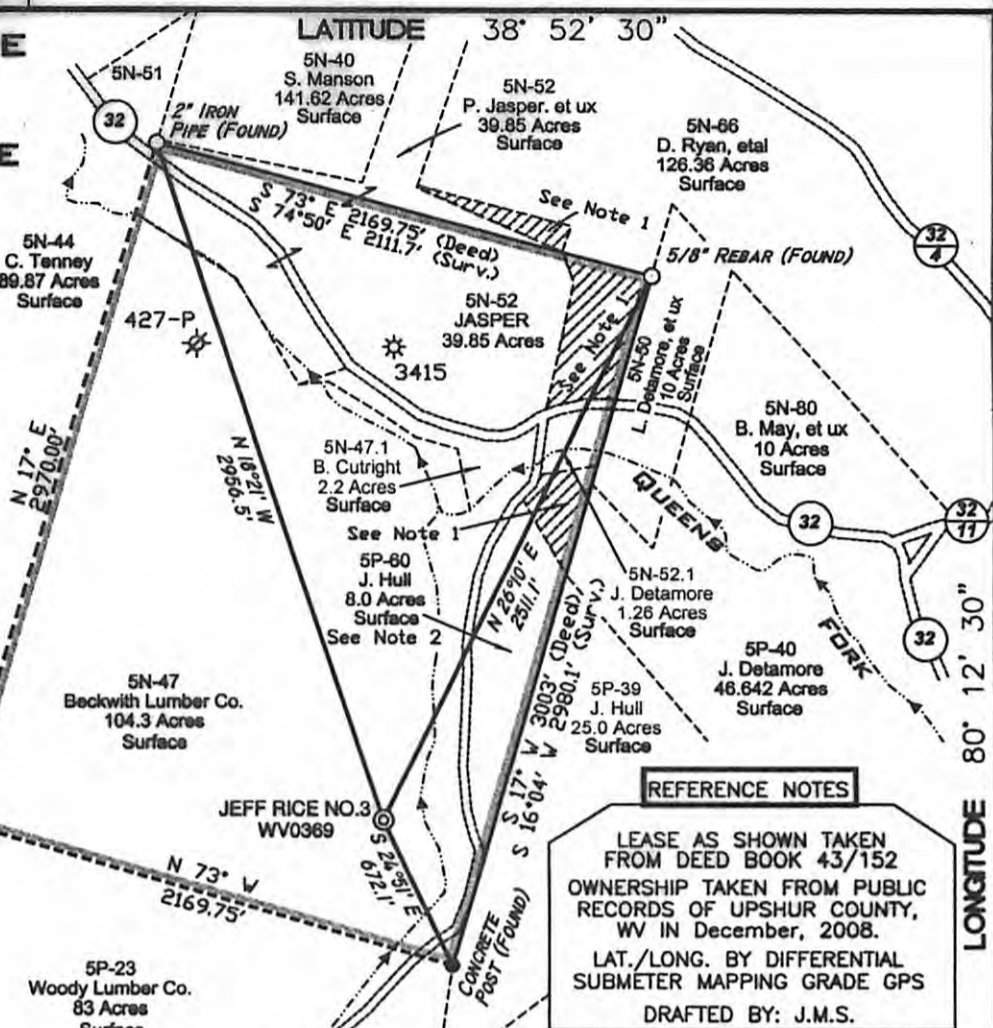 LATITUDE 38° 52' 30"
E
E
5N-51
32
2" IRON
PIPE (FOUND)
5N-40
S. Manson
141.62 Acres
Surface
5N-52
P. Jasper. et ux
39.85 Acres
Surface
5N-66
D. Ryan, etal
126.36 Acres
Surface
See Note 1
32
4
5/8" REBAR (FOUND)
S 73° E 2169.75' (Deed)
S 74°50' E 2111.7' (Surv.)
5N-44
C. Tenney
89.87 Acres
Surface
427-P
5N-52
JASPER
39.85 Acres
3415
See Note 1
5N-50
L. Detamore, et ux
10 Acres
Surface
5N-80
B. May, et ux
10 Acres
Surface
N 17° E
2970.00'
N 18°21' W
2956.5'
5N-47.1
B. Cutright
2.2 Acres
Surface
See Note 1
QUEENS
32
32
11
5P-60
J. Hull
8.0 Acres
Surface
See Note 2
N 26°10' E
2511.1'
5N-52.1
J. Detamore
1.26 Acres
Surface
FORK
32
5P-40
J. Detamore
46.642 Acres
Surface
5N-47
Beckwith Lumber Co.
104.3 Acres
Surface
5P-39
J. Hull
25.0 Acres
Surface
S 17° W 3003' (Deed)
S 16°04' W 2980.1' (Surv.)
LONGITUDE 80° 12' 30"
JEFF RICE NO.3
WV0369
S 24°51' E
672.1'
N 73° W
2169.75'
CONCRETE
POST (FOUND)
5P-23
Woody Lumber Co.
83 Acres
Surface
REFERENCE NOTES
LEASE AS SHOWN TAKEN
FROM DEED BOOK 43/152
OWNERSHIP TAKEN FROM PUBLIC
RECORDS OF UPSHUR COUNTY,
WV IN December, 2008.
LAT./LONG. BY DIFFERENTIAL
SUBMETER MAPPING GRADE GPS
DRAFTED BY: J.M.S.